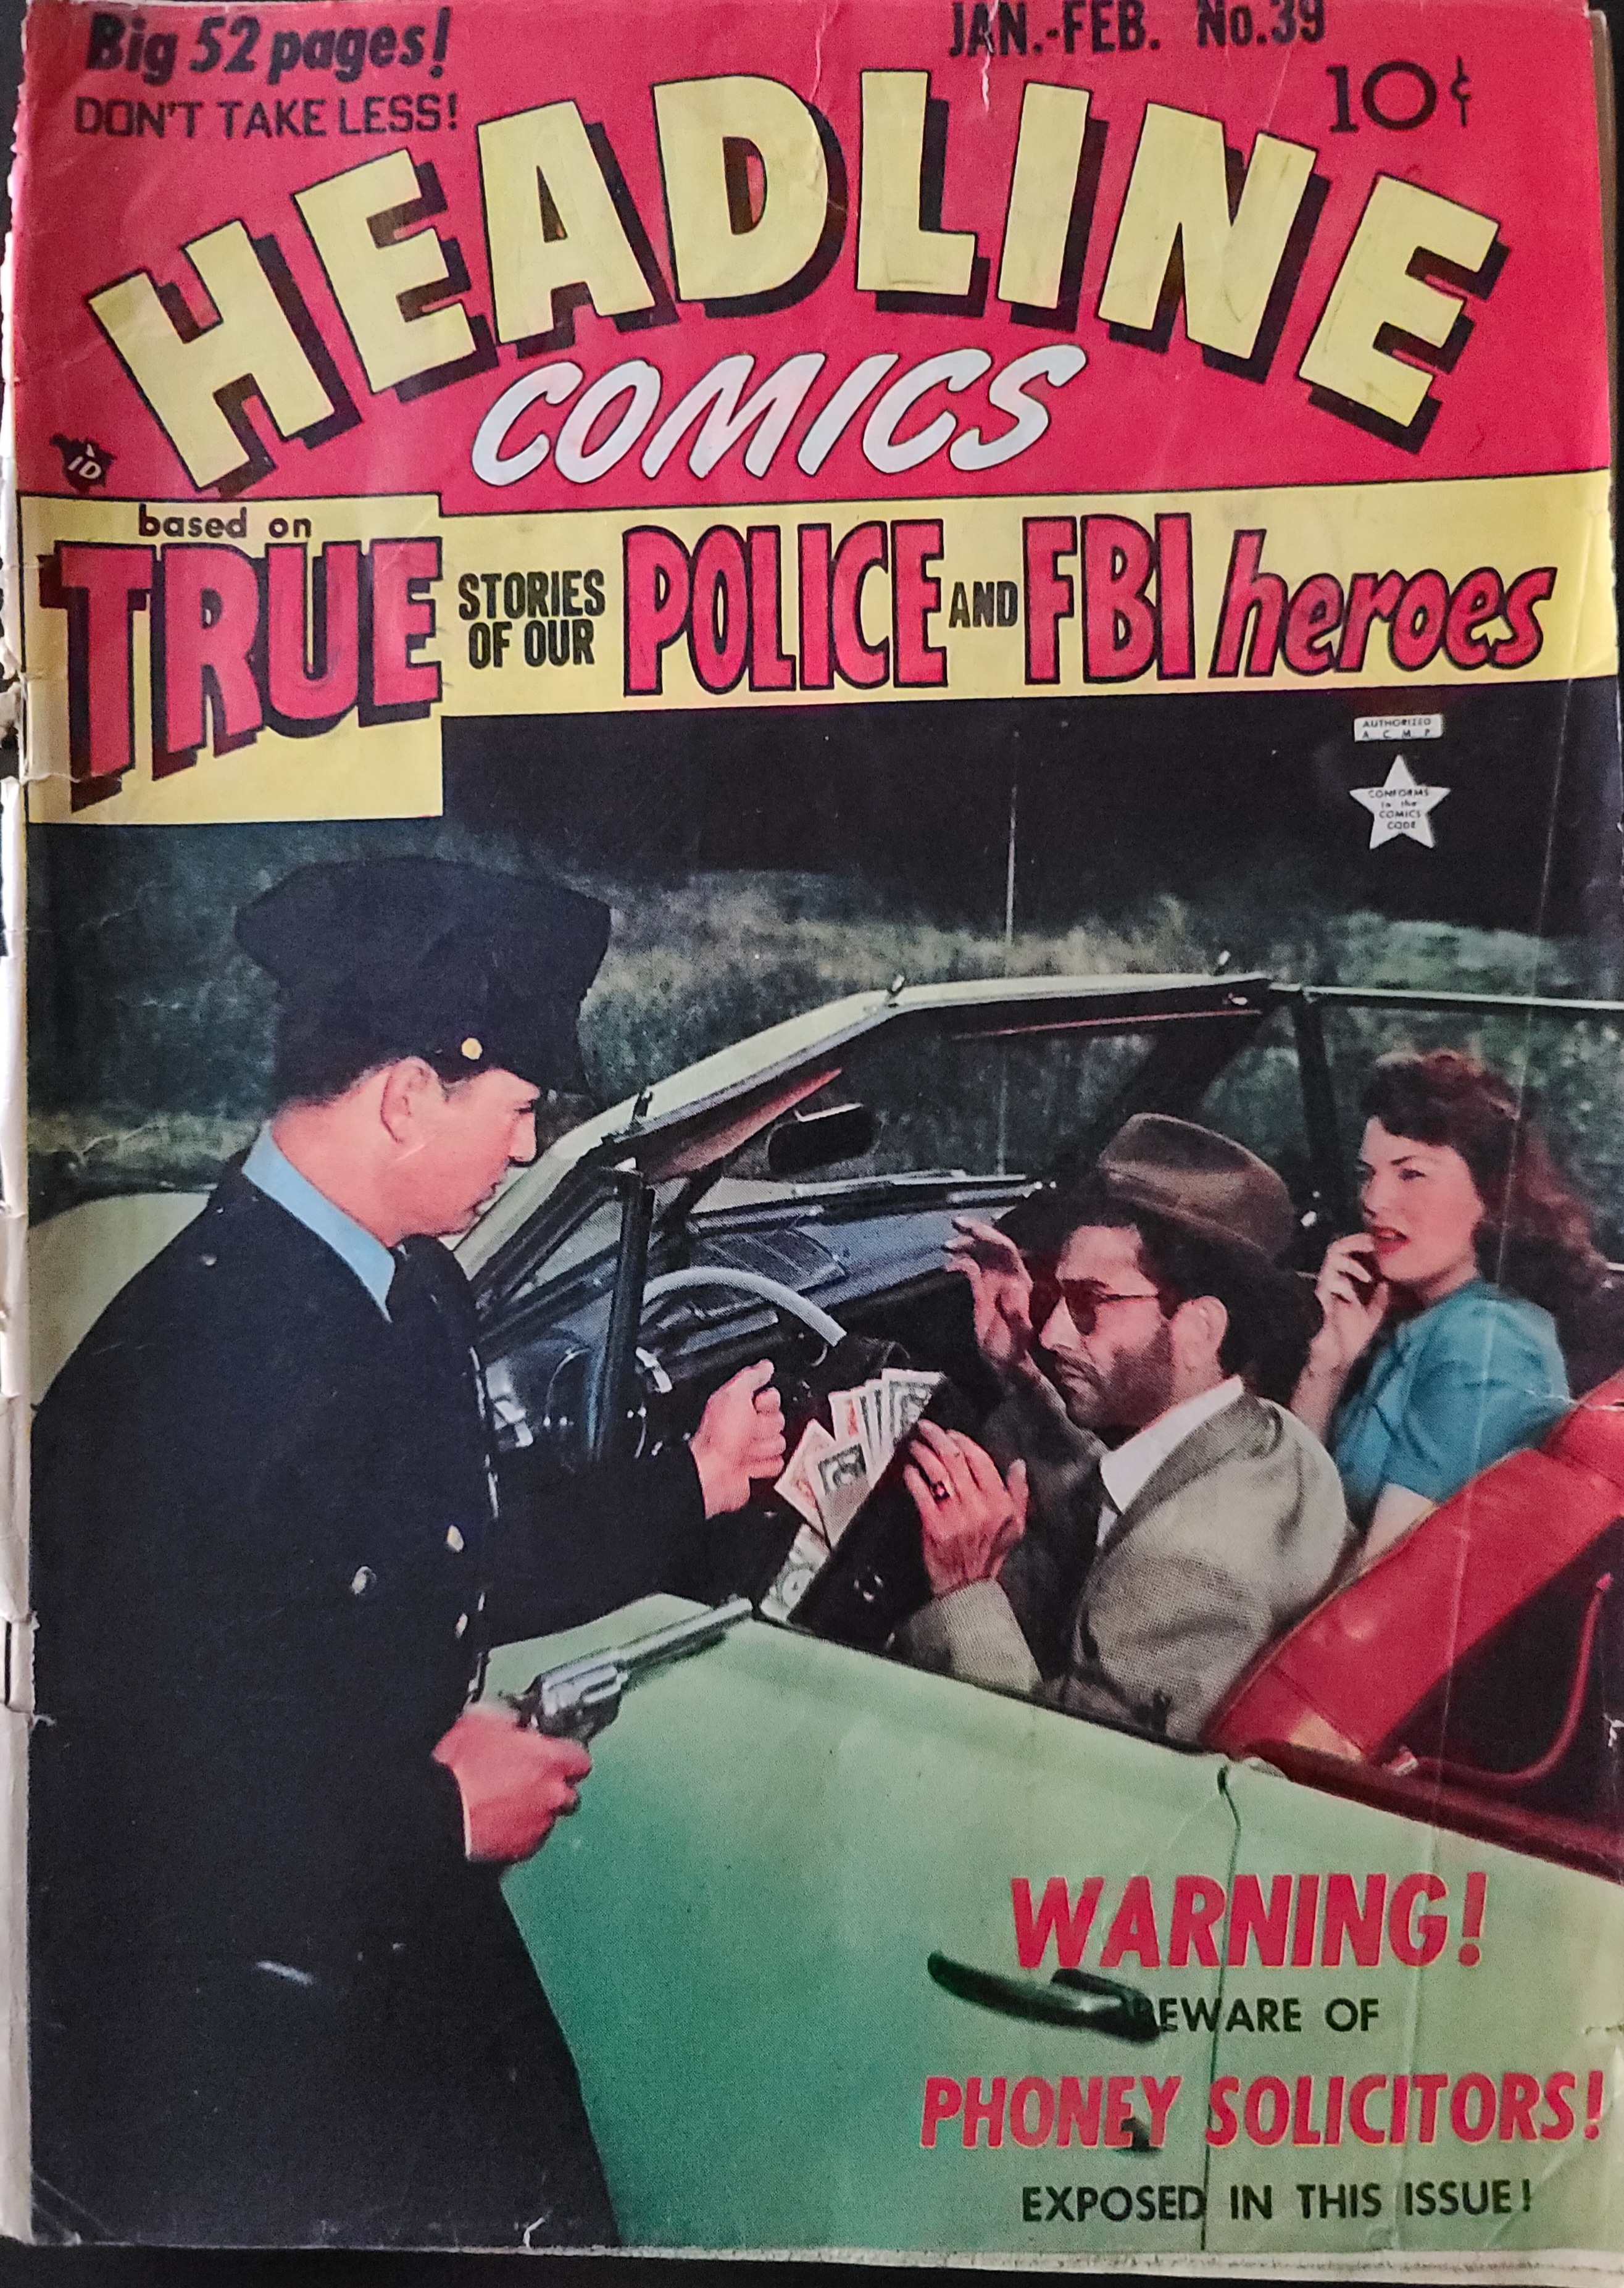 Big 52 pages!
DON'T TAKE LESS!
JAN.-FEB. No.39
10¢
HEADLINE
COMICS
based on
TRUE
STORIES
OF OUR
POLICE AND FBI heroes
AUTHORIZED
A C M P
CONFORMS
to the
COMICS
CODE
WARNING!
BEWARE OF
PHONEY SOLICITORS!
EXPOSED IN THIS ISSUE!